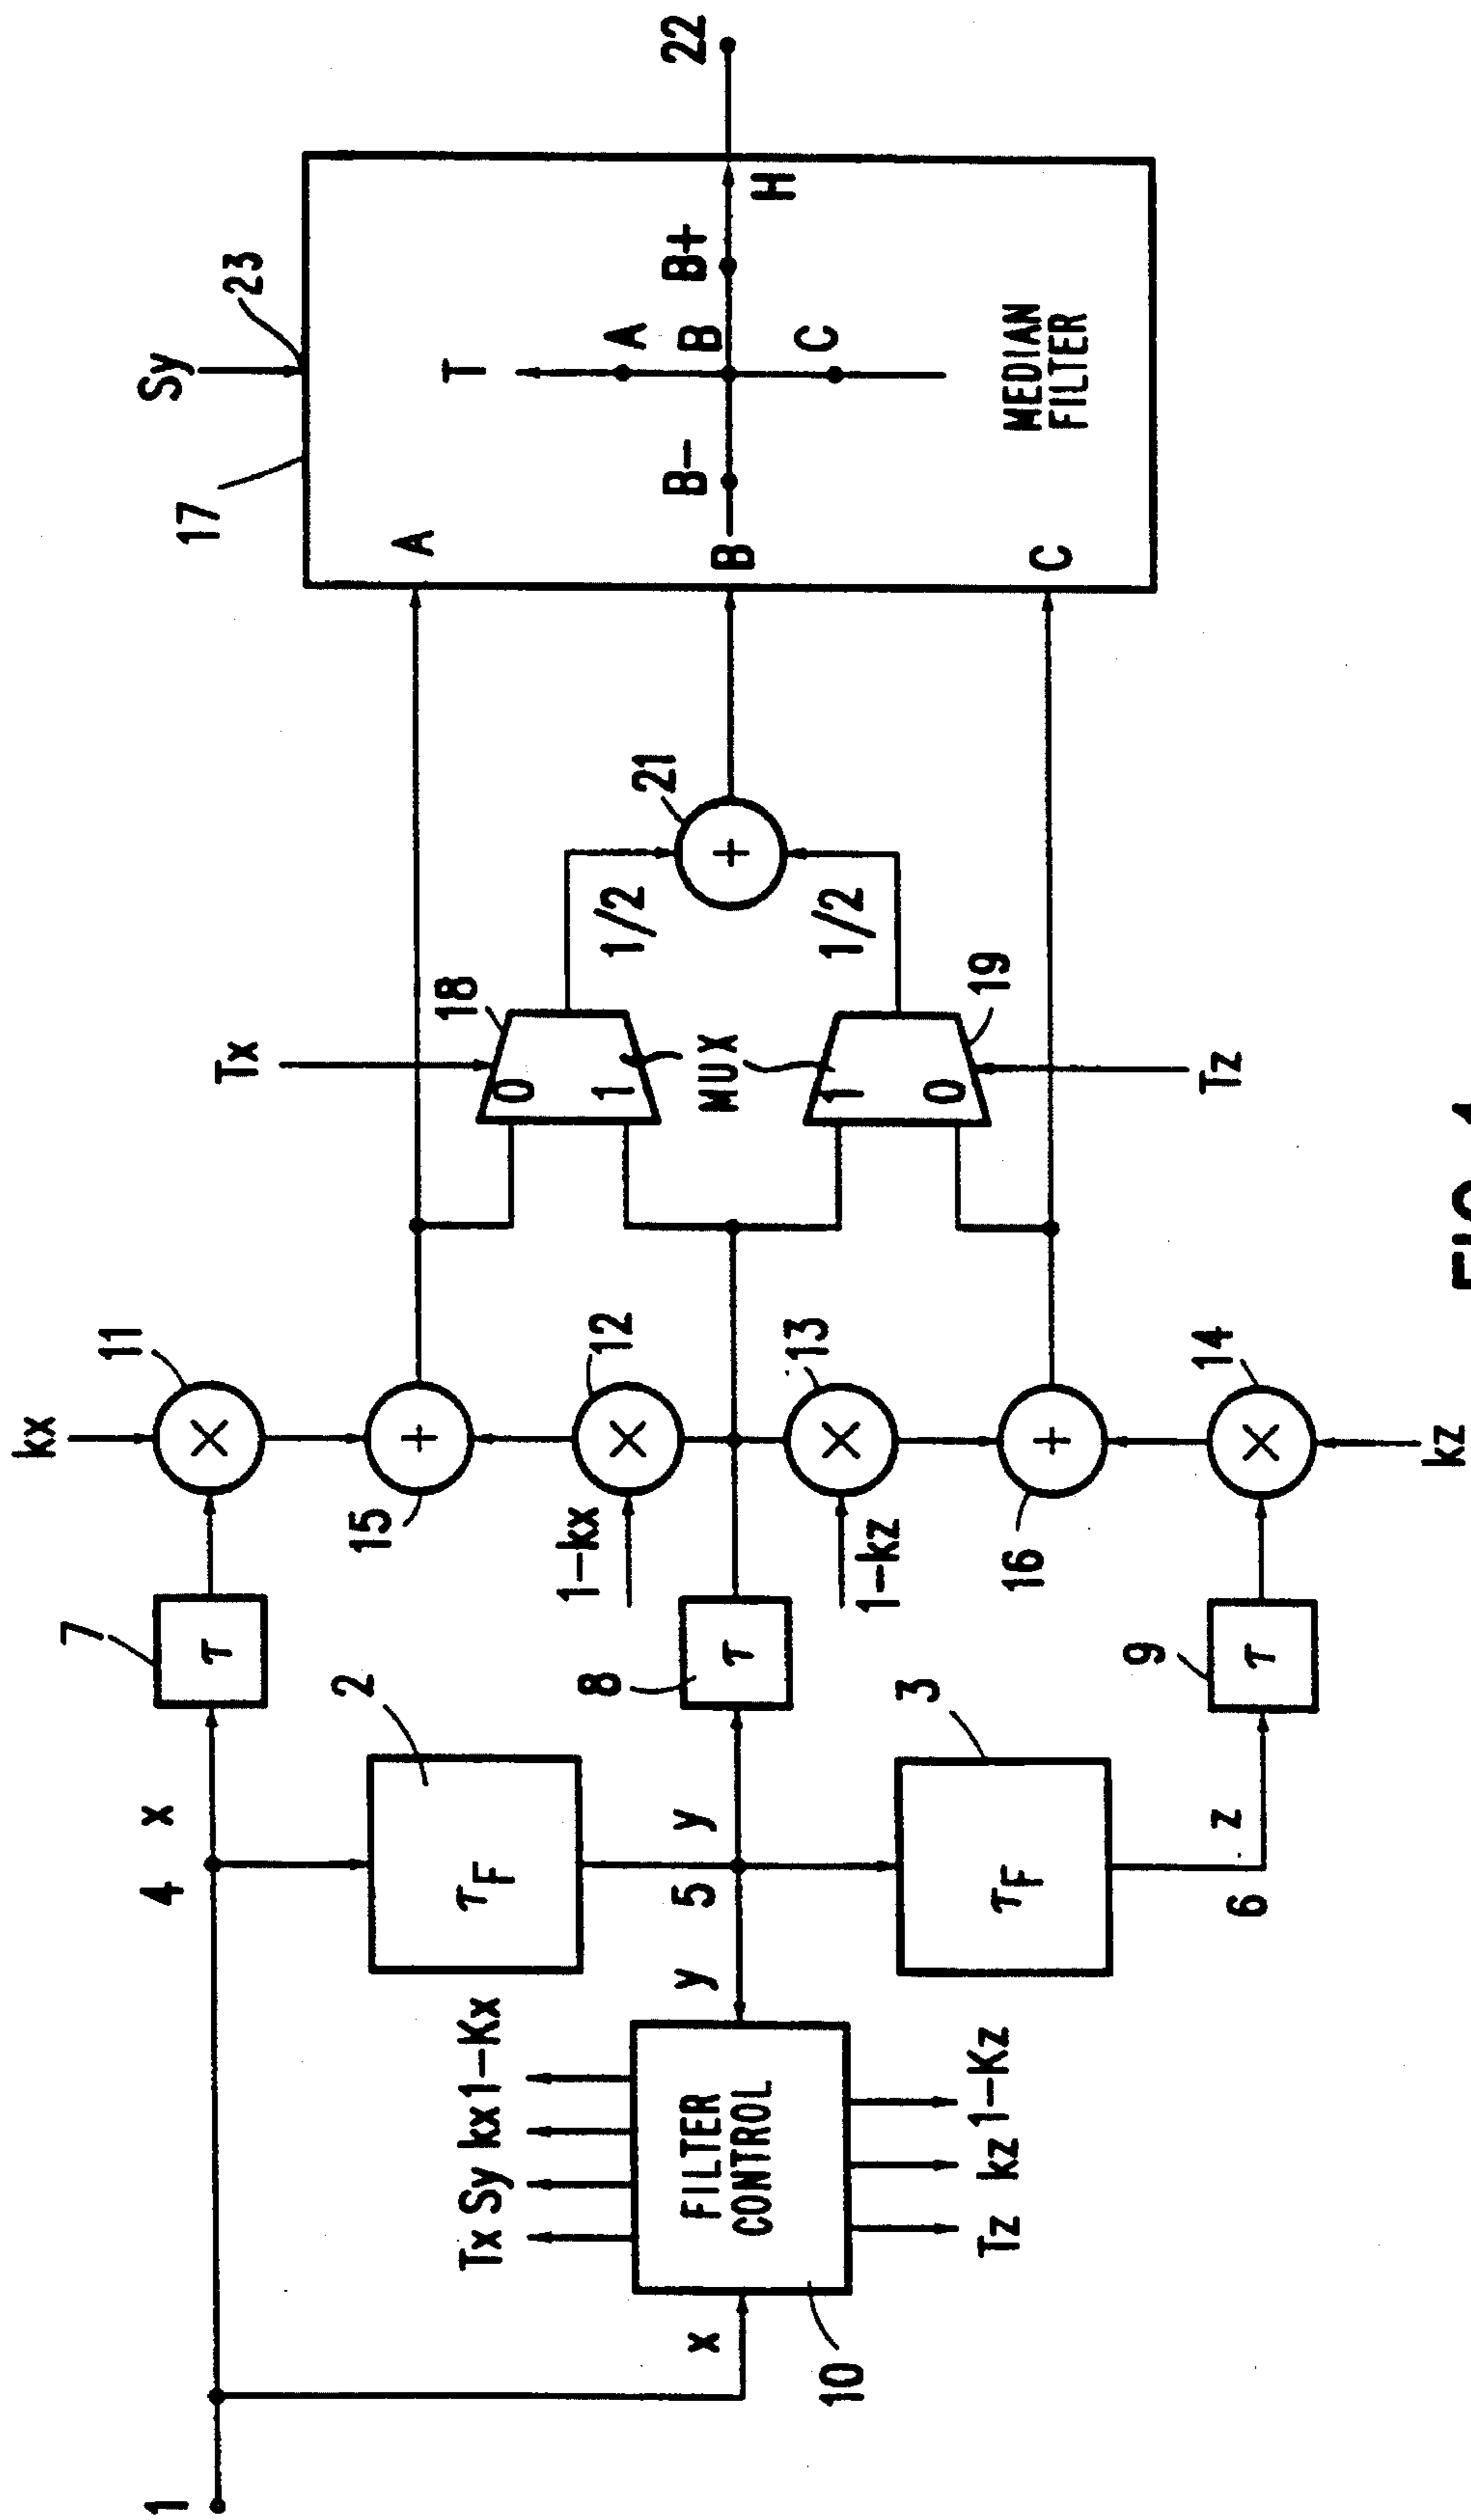 1
4
x
7
τ
kx
11
×
15
+
τF
2
1-kx
12
×
x
10
FILTER
CONTROL
Tx Sy kx 1-Kx
Tz kz 1-Kz
y
5
y
8
τ
1-kz
13
×
τF
3
16
+
6
z
9
τ
kz
14
×
Tx
18
0
1
MUX
1
0
19
Tz
1/2
1/2
21
+
17
Sy
23
A
B
C
T
A
B-
B
B+
C
H
MEDIAN
FILTER
22